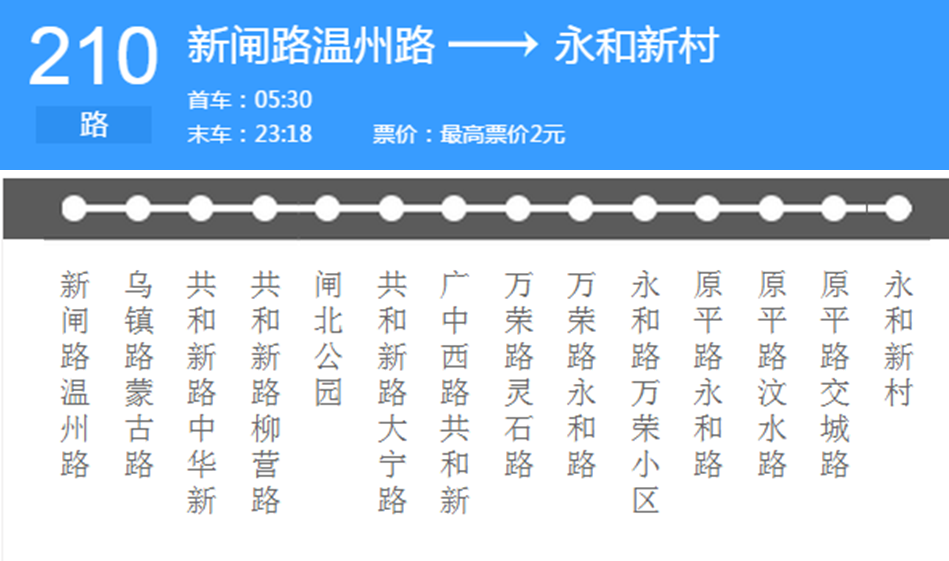 210
路
新闸路温州路 → 永和新村
首车：05:30
末车：23:18 票价：最高票价2元
新闸路温州路
乌镇路蒙古路
共和新路中华新
共和新路柳营路
闸北公园
共和新路大宁路
广中西路共和新
万荣路灵石路
万荣路永和路
永和路万荣小区
原平路永和路
原平路汶水路
原平路交城路
永和新村